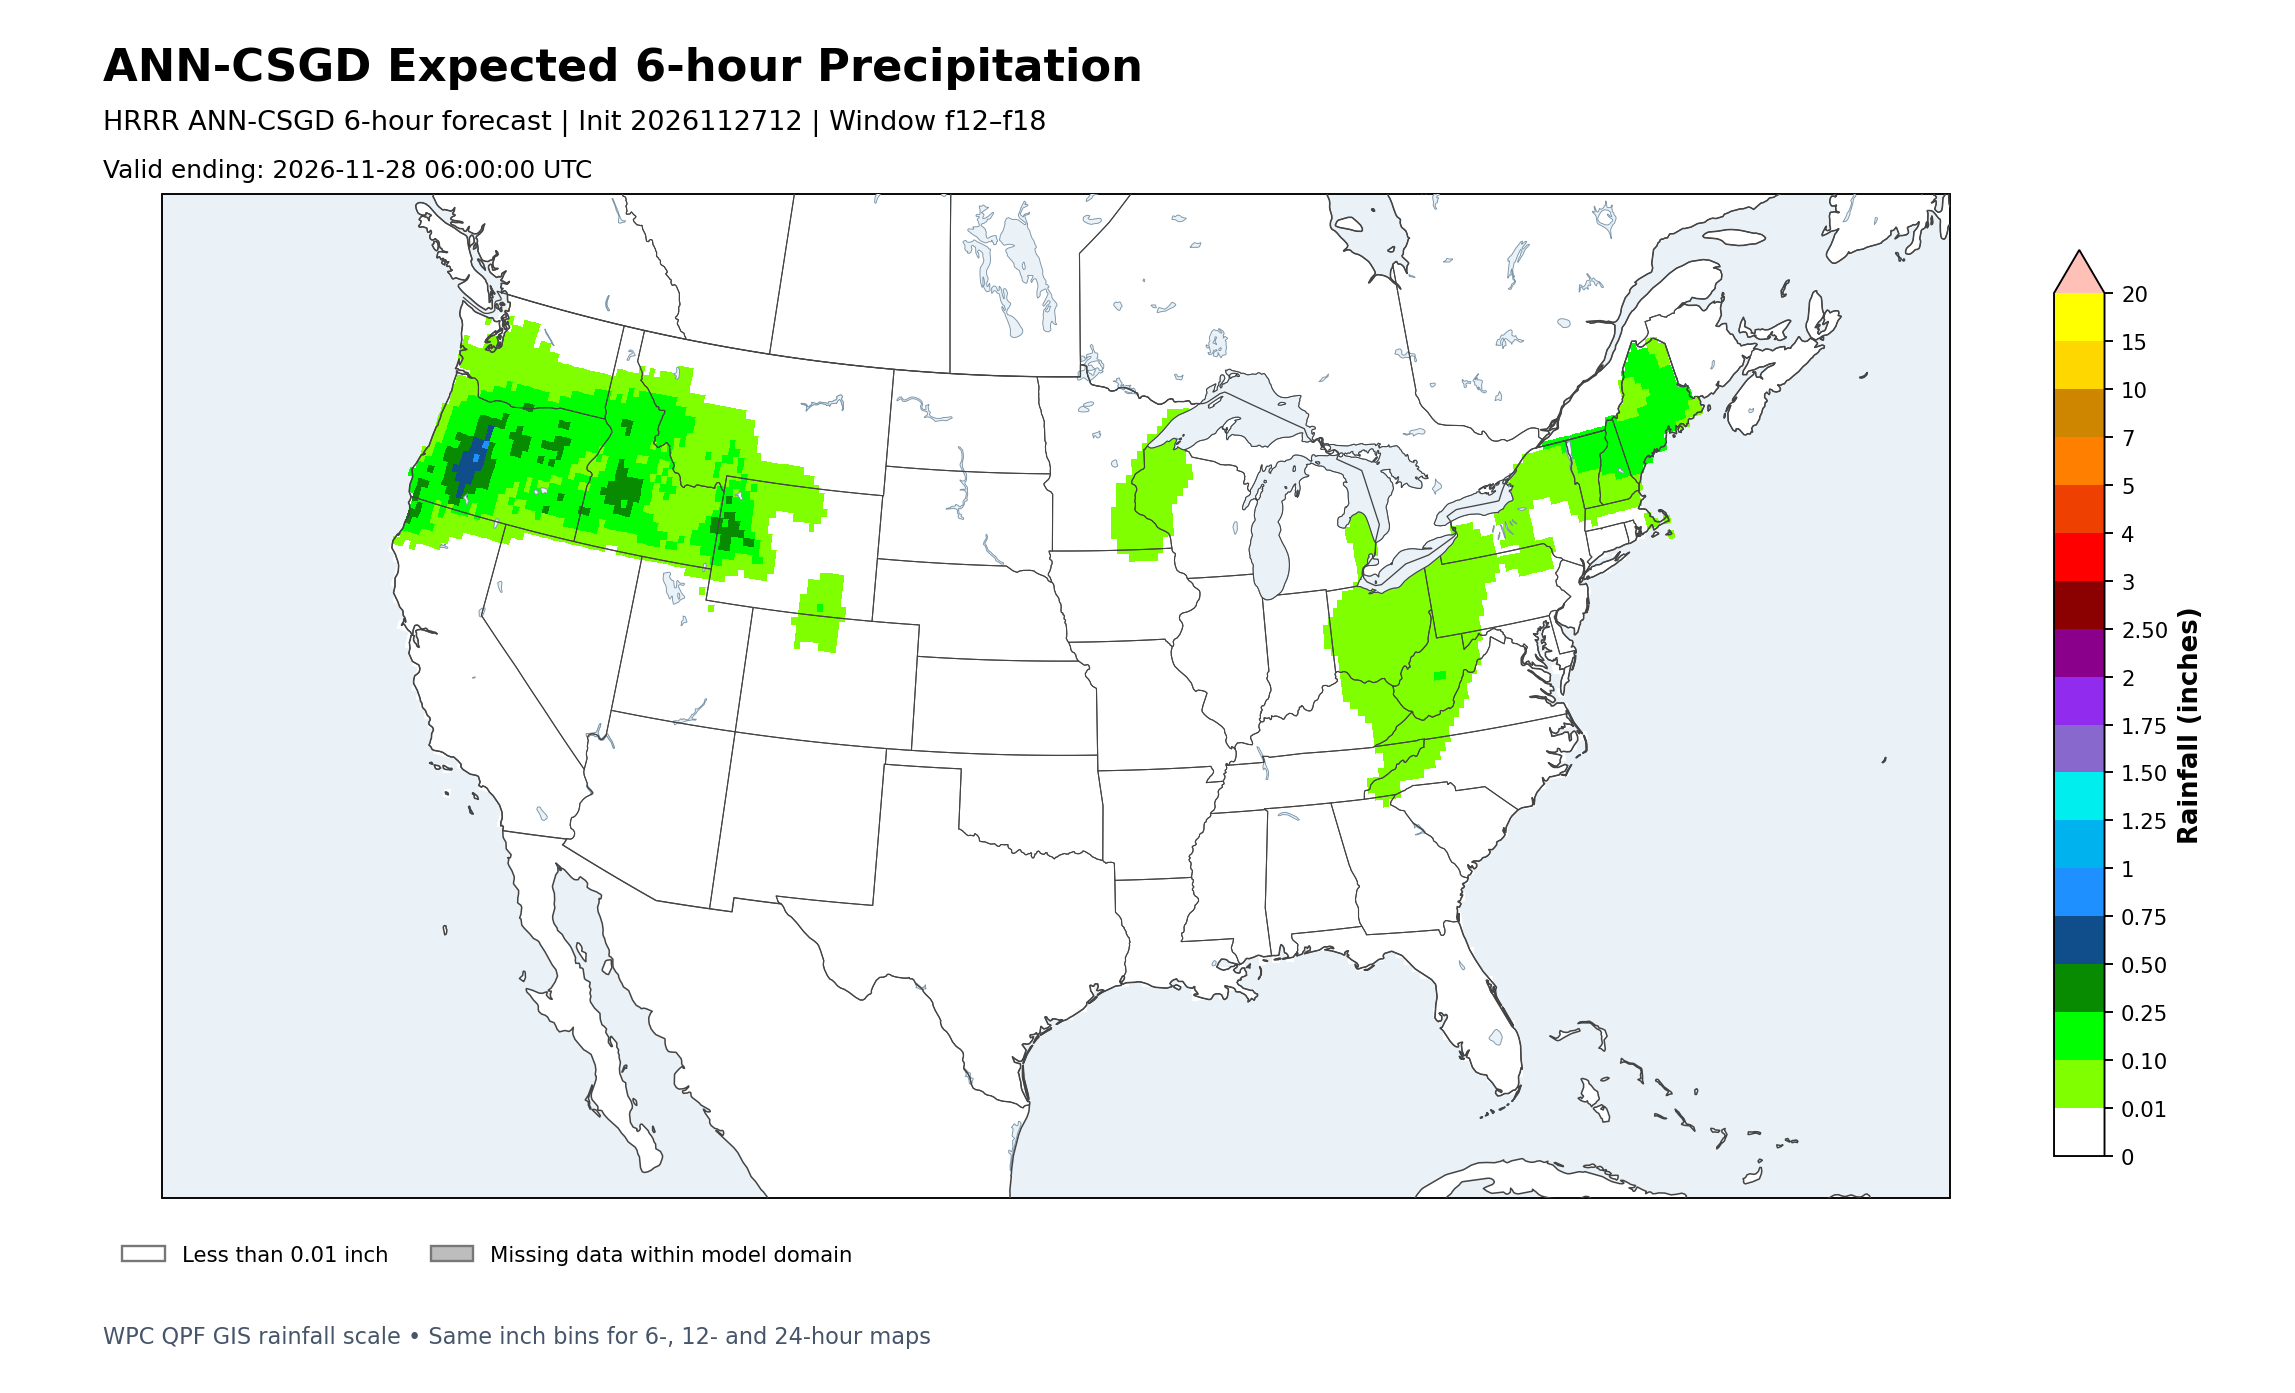 ANN-CSGD Expected 6-hour Precipitation
HRRR ANN-CSGD 6-hour forecast | Init 2026112712 | Window f12–f18
Valid ending: 2026-11-28 06:00:00 UTC
20
15
10
7
5
4
3
2.50
2
1.75
1.50
1.25
1
0.75
0.50
0.25
0.10
0.01
0
Rainfall (inches)
Less than 0.01 inch
Missing data within model domain
WPC QPF GIS rainfall scale • Same inch bins for 6-, 12- and 24-hour maps